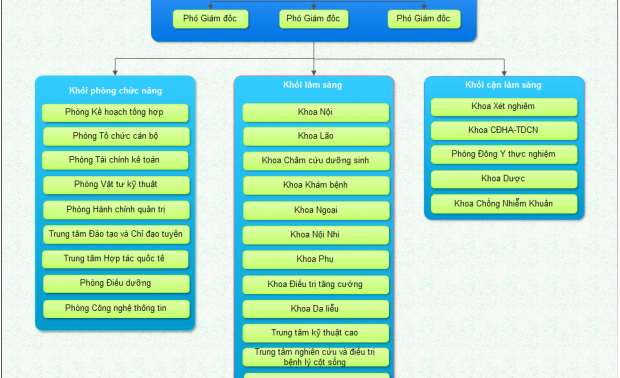 Phó Giám đốc
Phó Giám đốc
Phó Giám đốc
Khối phòng chức năng
Phòng Kế hoạch tổng hợp
Phòng Tổ chức cán bộ
Phòng Tài chính kế toán
Phòng Vật tư kỹ thuật
Phòng Hành chính quản trị
Trung tâm Đào tạo và Chỉ đạo tuyến
Trung tâm Hợp tác quốc tế
Phòng Điều dưỡng
Phòng Công nghệ thông tin
Khối lâm sàng
Khoa Nội
Khoa Lão
Khoa Châm cứu dưỡng sinh
Khoa Khám bệnh
Khoa Ngoại
Khoa Nội Nhi
Khoa Phụ
Khoa Điều trị tăng cường
Khoa Da liễu
Trung tâm kỹ thuật cao
Trung tâm nghiên cứu và điều trị
bệnh lý cột sống
Khối cận lâm sàng
Khoa Xét nghiệm
Khoa CĐHA-TDCN
Phòng Đông Y thực nghiệm
Khoa Dược
Khoa Chống Nhiễm Khuẩn